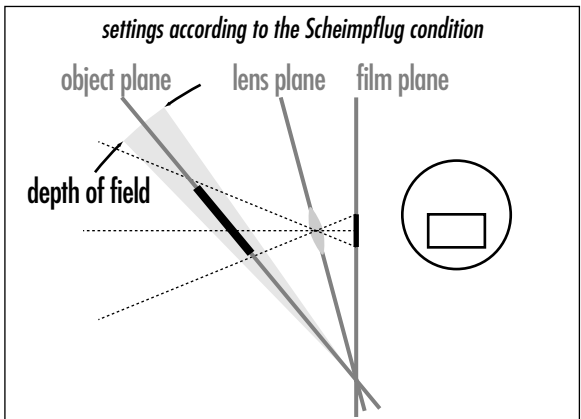 settings according to the Scheimpflug condition
object plane lens plane film plane
depth of field